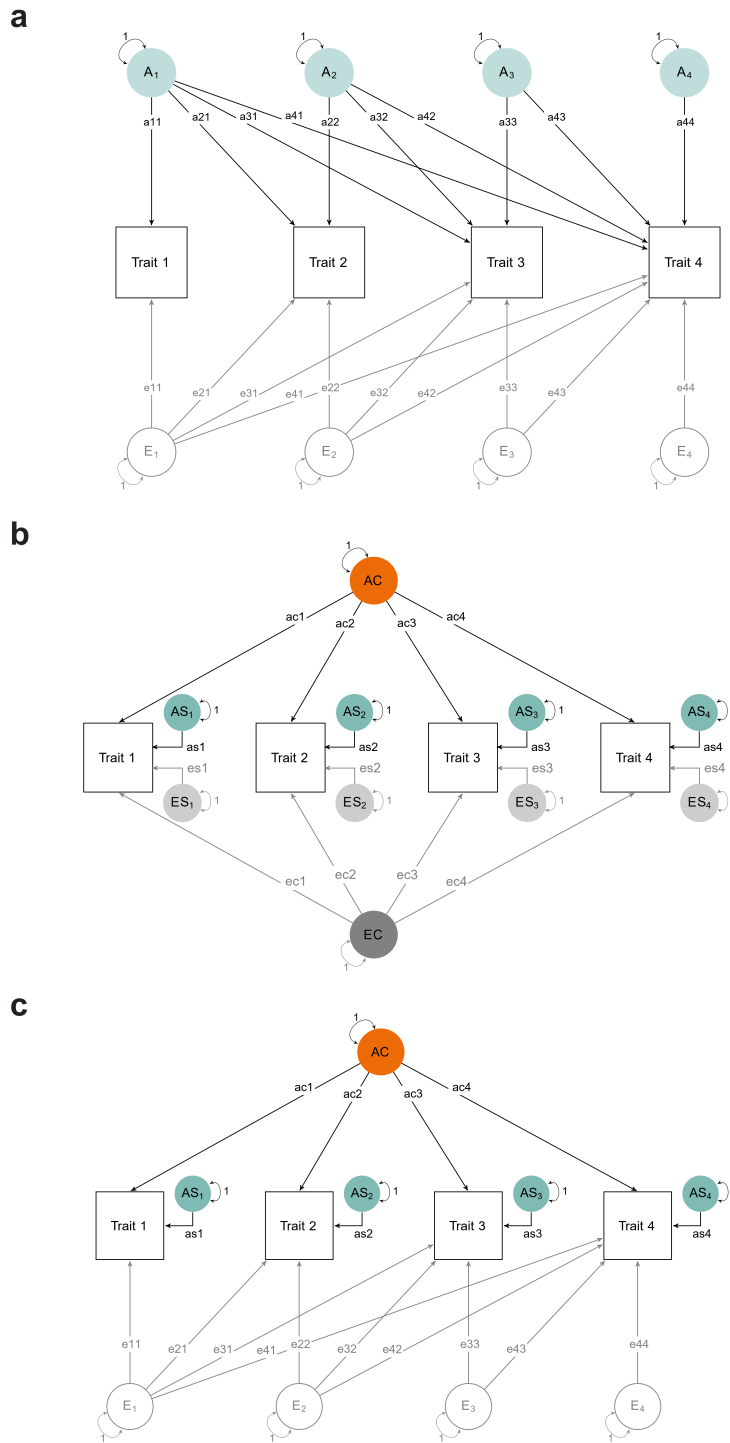 a
1 1 1 1
A1 A2 A3 A4
a11 a21 a31 a41 a22 a32 a42 a33 a43 a44
Trait 1 Trait 2 Trait 3 Trait 4
e11 e21 e31 e41 e22 e32 e42 e33 e43 e44
E1 E2 E3 E4
1 1 1 1
b
1
AC
ac1 ac2 ac3 ac4
AS1 1 AS2 1 AS3 1 AS4 1
as1 as2 as3 as4
Trait 1 Trait 2 Trait 3 Trait 4
es1 es2 es3 es4
ES1 1 ES2 1 ES3 1 ES4 1
ec1 ec2 ec3 ec4
EC
1
c
1
AC
ac1 ac2 ac3 ac4
AS1 1 AS2 1 AS3 1 AS4 1
Trait 1 Trait 2 Trait 3 Trait 4
as1 as2 as3 as4
e11 e21 e31 e41 e22 e32 e42 e33 e43 e44
E1 E2 E3 E4
1 1 1 1